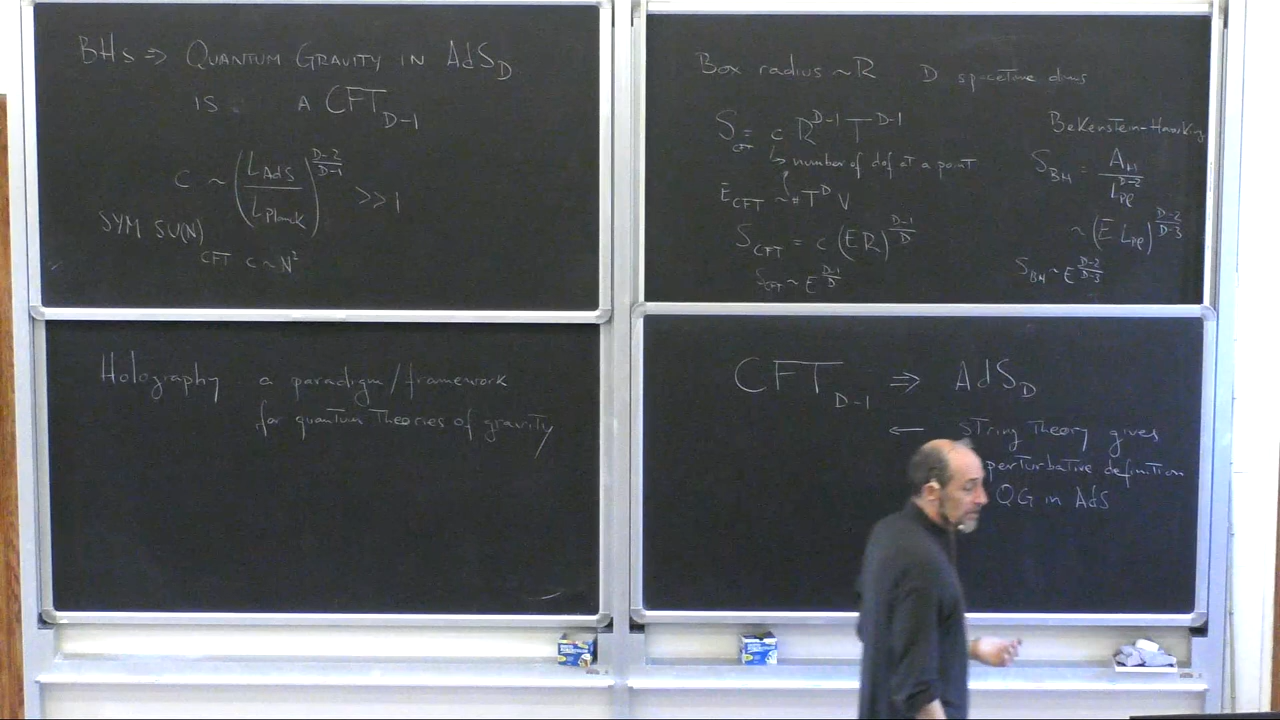 BHs ⇒ QUANTUM GRAVITY IN AdS_D
IS A CFT_{D-1}
c ~ (L_AdS / L_Planck)^{(D-2)/(D-1)} >> 1
SYM SU(N)
CFT c ~ N²
Holography a paradigm/framework
for quantum theories of gravity
Box radius ~ R D spacetime dims
S_CFT = c R^{D-1} T^{D-1}
↳ number of dof at a point
E_CFT ~ # T^D V
S_CFT = c (ER)^{(D-1)/D}
S_CFT ~ E^{(D-1)/D}
Bekenstein-Hawking
S_BH = A_H / L_Pl^{D-2}
~ (E L_Pl)^{(D-2)/(D-3)}
S_BH ~ E^{(D-2)/(D-3)}
CFT_{D-1} ⇒ AdS_D
← String Theory gives
perturbative definition
QG in AdS